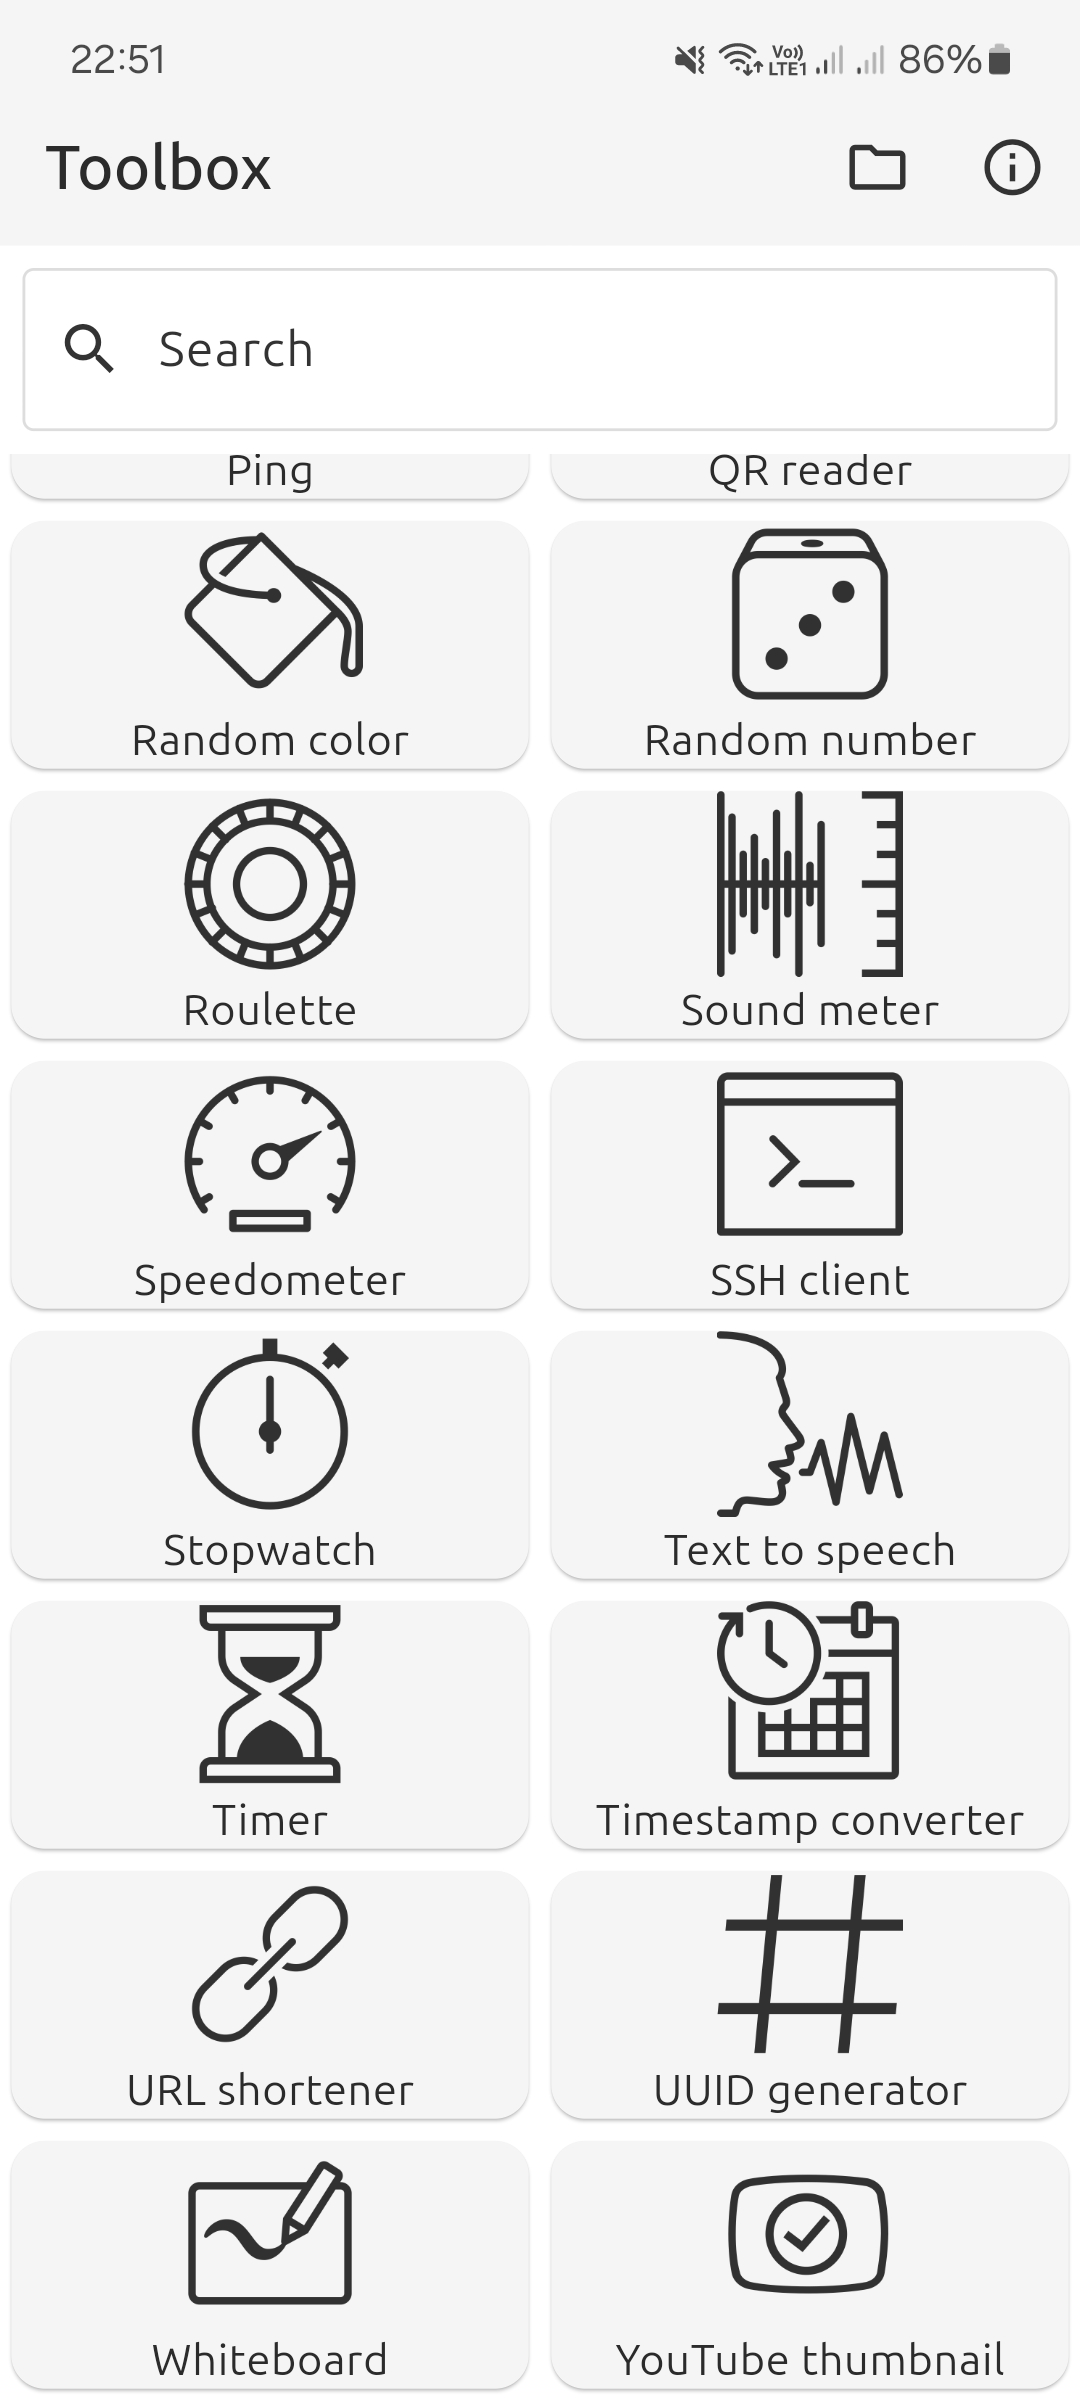 22:51
Vo)) LTE1 86%
Toolbox
Search
Ping
QR reader
Random color
Random number
Roulette
Sound meter
Speedometer
SSH client
Stopwatch
Text to speech
Timer
Timestamp converter
URL shortener
UUID generator
Whiteboard
YouTube thumbnail